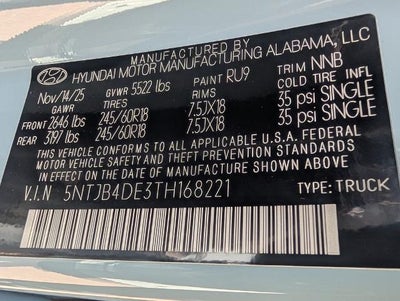 MANUFACTURED BY
HYUNDAI MOTOR MANUFACTURING ALABAMA, LLC
Nov/14/25 GVWR 5522 lbs PAINT RU9 TRIM NNB
GAWR TIRES COLD TIRE INFL
FRONT 2646 lbs 245/60R18 7.5JX18 35 psi SINGLE
REAR 3197 lbs 245/60R18 7.5JX18 35 psi SINGLE
THIS VEHICLE CONFORMS TO ALL APPLICABLE U.S.A. FEDERAL
MOTOR VEHICLE SAFETY AND THEFT PREVENTION STANDARDS
IN EFFECT ON THE DATE OF MANUFACTURE SHOWN ABOVE
V.I.N 5NTJB4DE3TH168221 TYPE: TRUCK